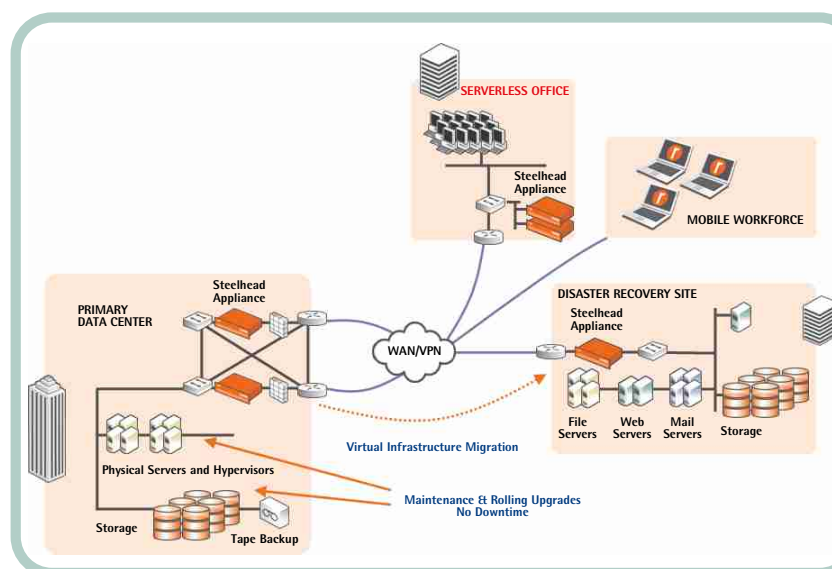 SERVERLESS OFFICE
Steelhead
Appliance
MOBILE WORKFORCE
PRIMARY
DATA CENTER
Steelhead
Appliance
WAN/VPN
DISASTER RECOVERY SITE
Steelhead
Appliance
File
Servers
Web
Servers
Mail
Servers
Storage
Virtual Infrastructure Migration
Physical Servers and Hypervisors
Maintenance & Rolling Upgrades
No Downtime
Storage
Tape Backup